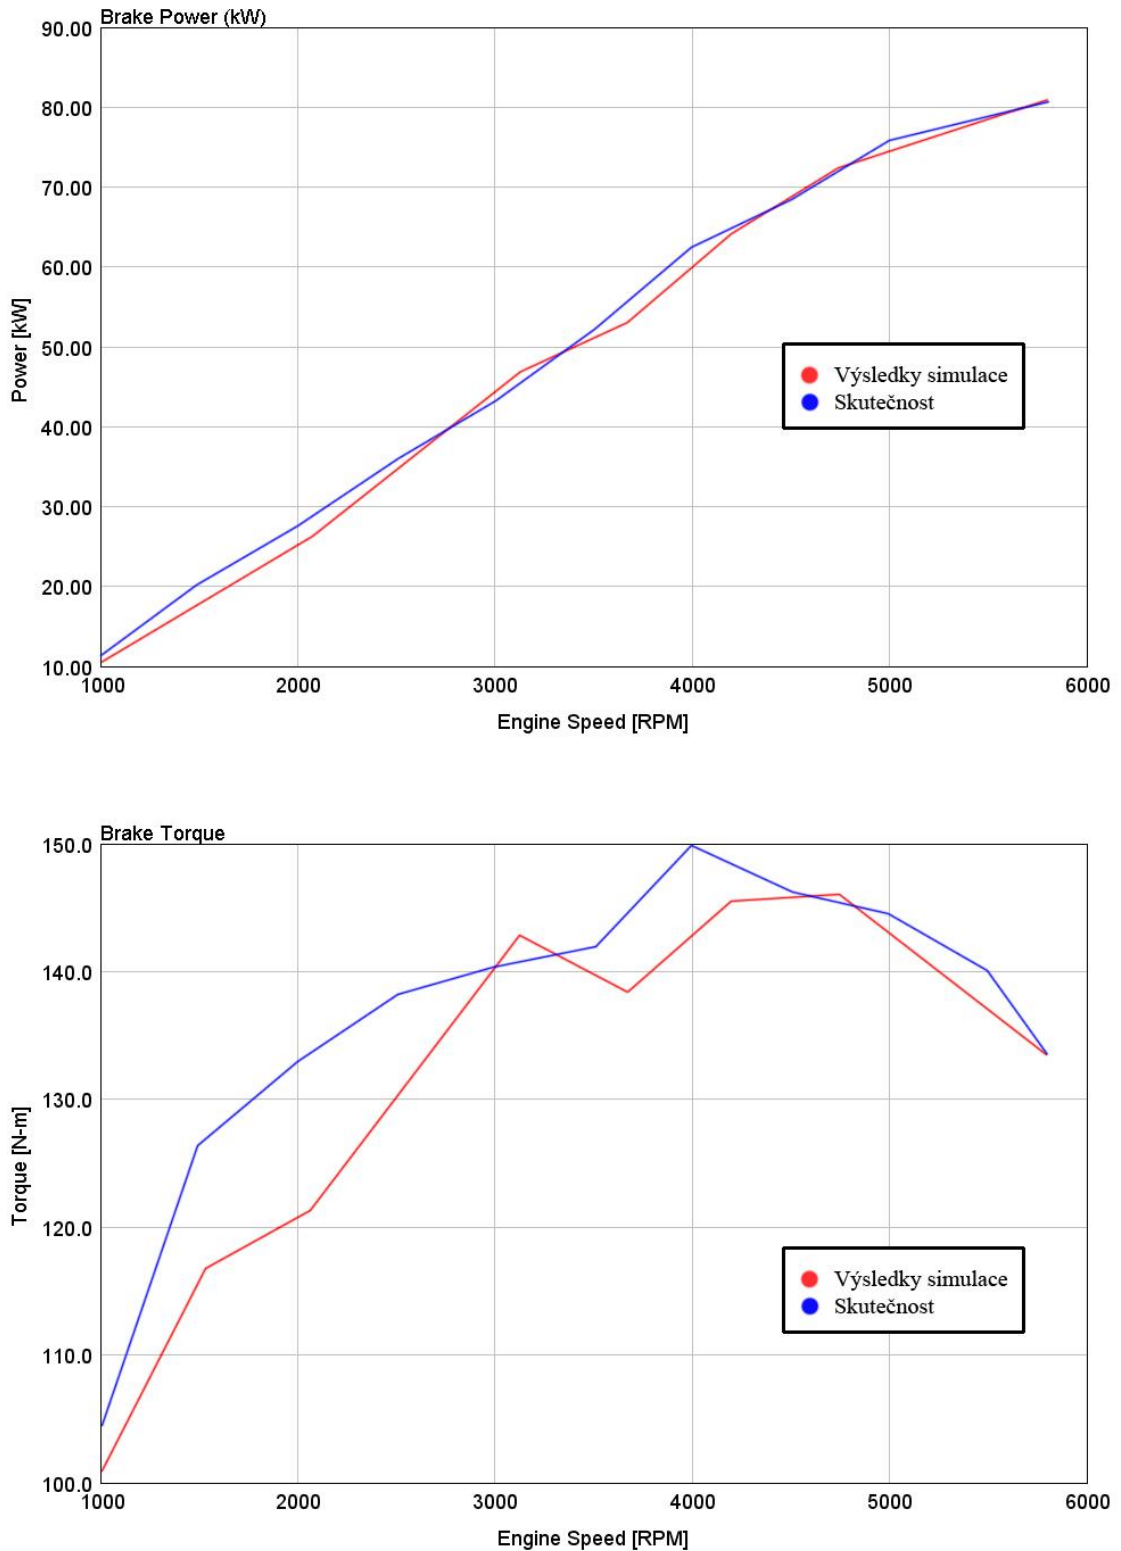 Brake Power (kW)
90.00
80.00
70.00
60.00
50.00
40.00
30.00
20.00
10.00
Power [kW]
Výsledky simulace
Skutečnost
1000 2000 3000 4000 5000 6000
Engine Speed [RPM]
Brake Torque
150.0
140.0
130.0
120.0
110.0
100.0
Torque [N-m]
Výsledky simulace
Skutečnost
1000 2000 3000 4000 5000 6000
Engine Speed [RPM]